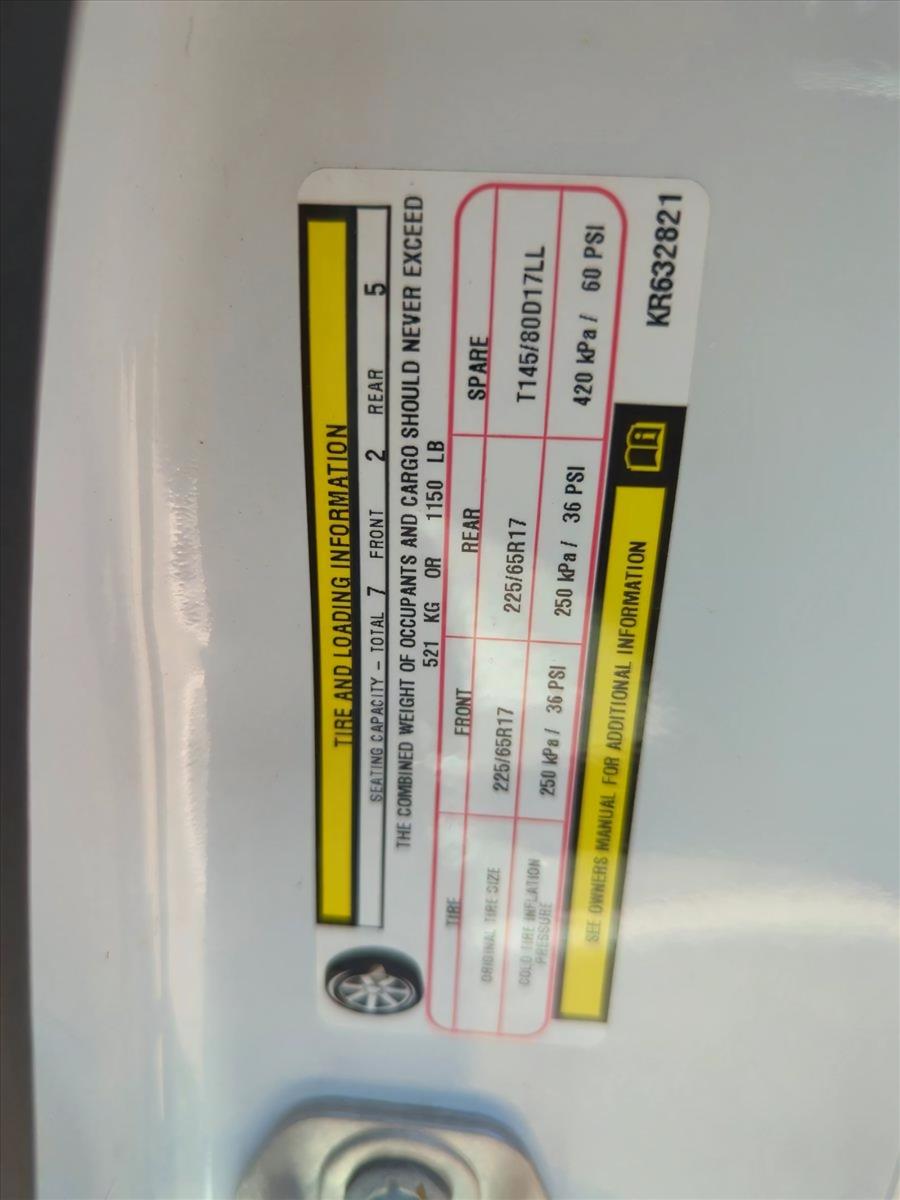 TIRE AND LOADING INFORMATION
SEATING CAPACITY - TOTAL 7 FRONT 2 REAR 5
THE COMBINED WEIGHT OF OCCUPANTS AND CARGO SHOULD NEVER EXCEED
521 KG OR 1150 LB
TIRE FRONT REAR SPARE
ORIGINAL TIRE SIZE 225/65R17 225/65R17 T145/80D17LL
COLD TIRE INFLATION
PRESSURE 250 kPa / 36 PSI 250 kPa / 36 PSI 420 kPa / 60 PSI
SEE OWNERS MANUAL FOR ADDITIONAL INFORMATION
KR632821